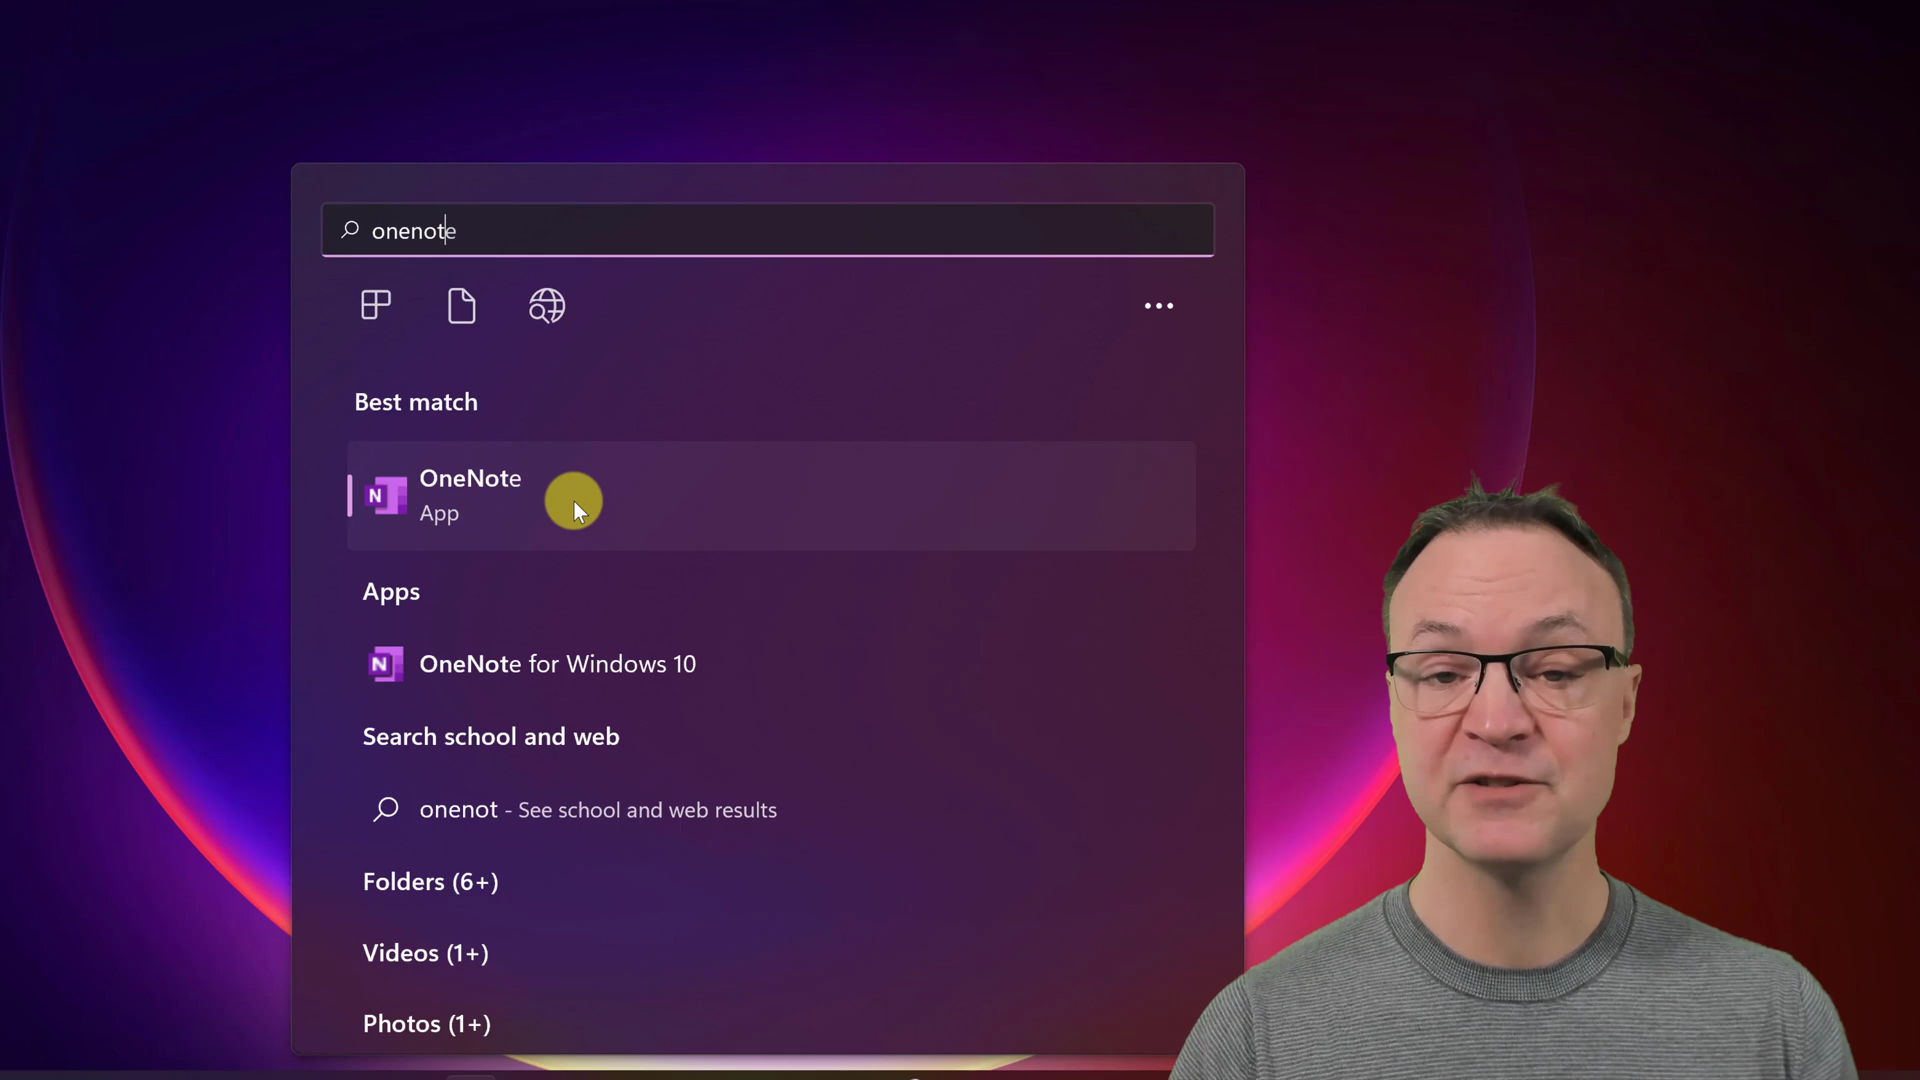 onenote
Best match
OneNote
App
Apps
OneNote for Windows 10
Search school and web
onenot - See school and web results
Folders (6+)
Videos (1+)
Photos (1+)